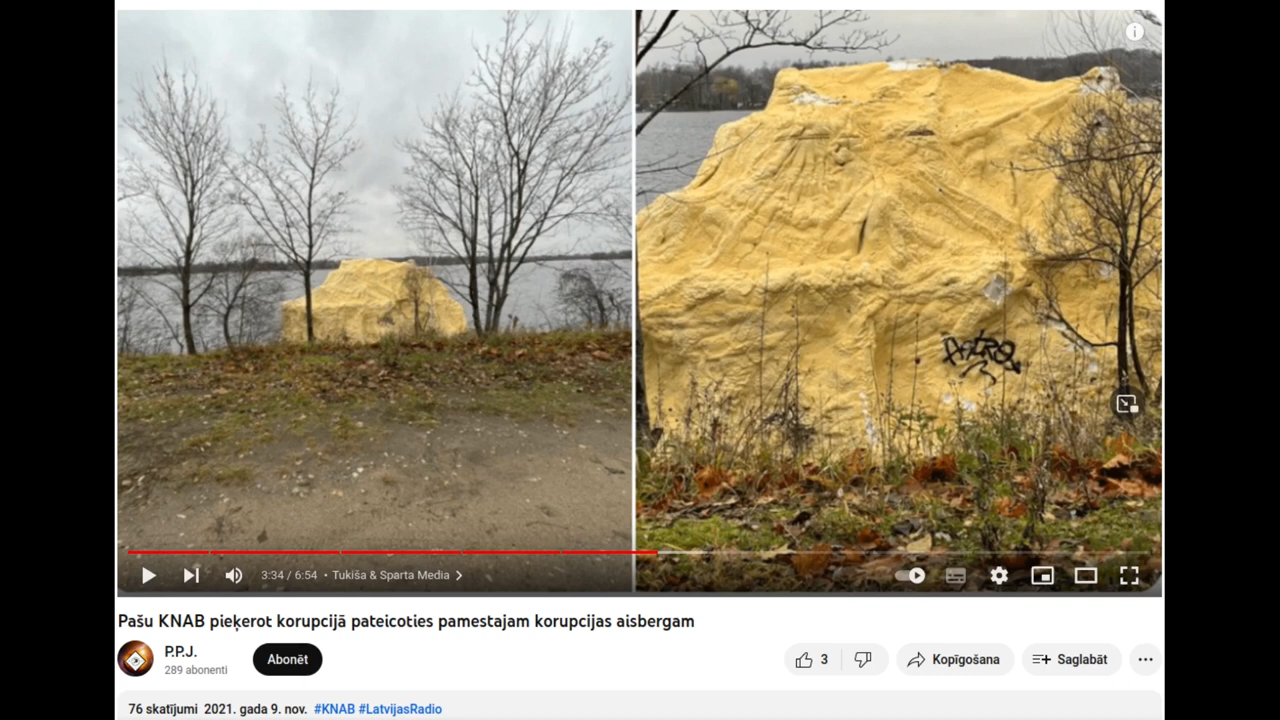 ASTRO
3:34 / 6:54 • Tukiša & Sparta Media
Pašu KNAB pieķerot korupcijā pateicoties pamestajam korupcijas aisbergam
P.P.J.
289 abonenti
Abonēt
3
Kopīgošana
Saglabāt
76 skatījumi 2021. gada 9. nov. #KNAB #LatvijasRadio